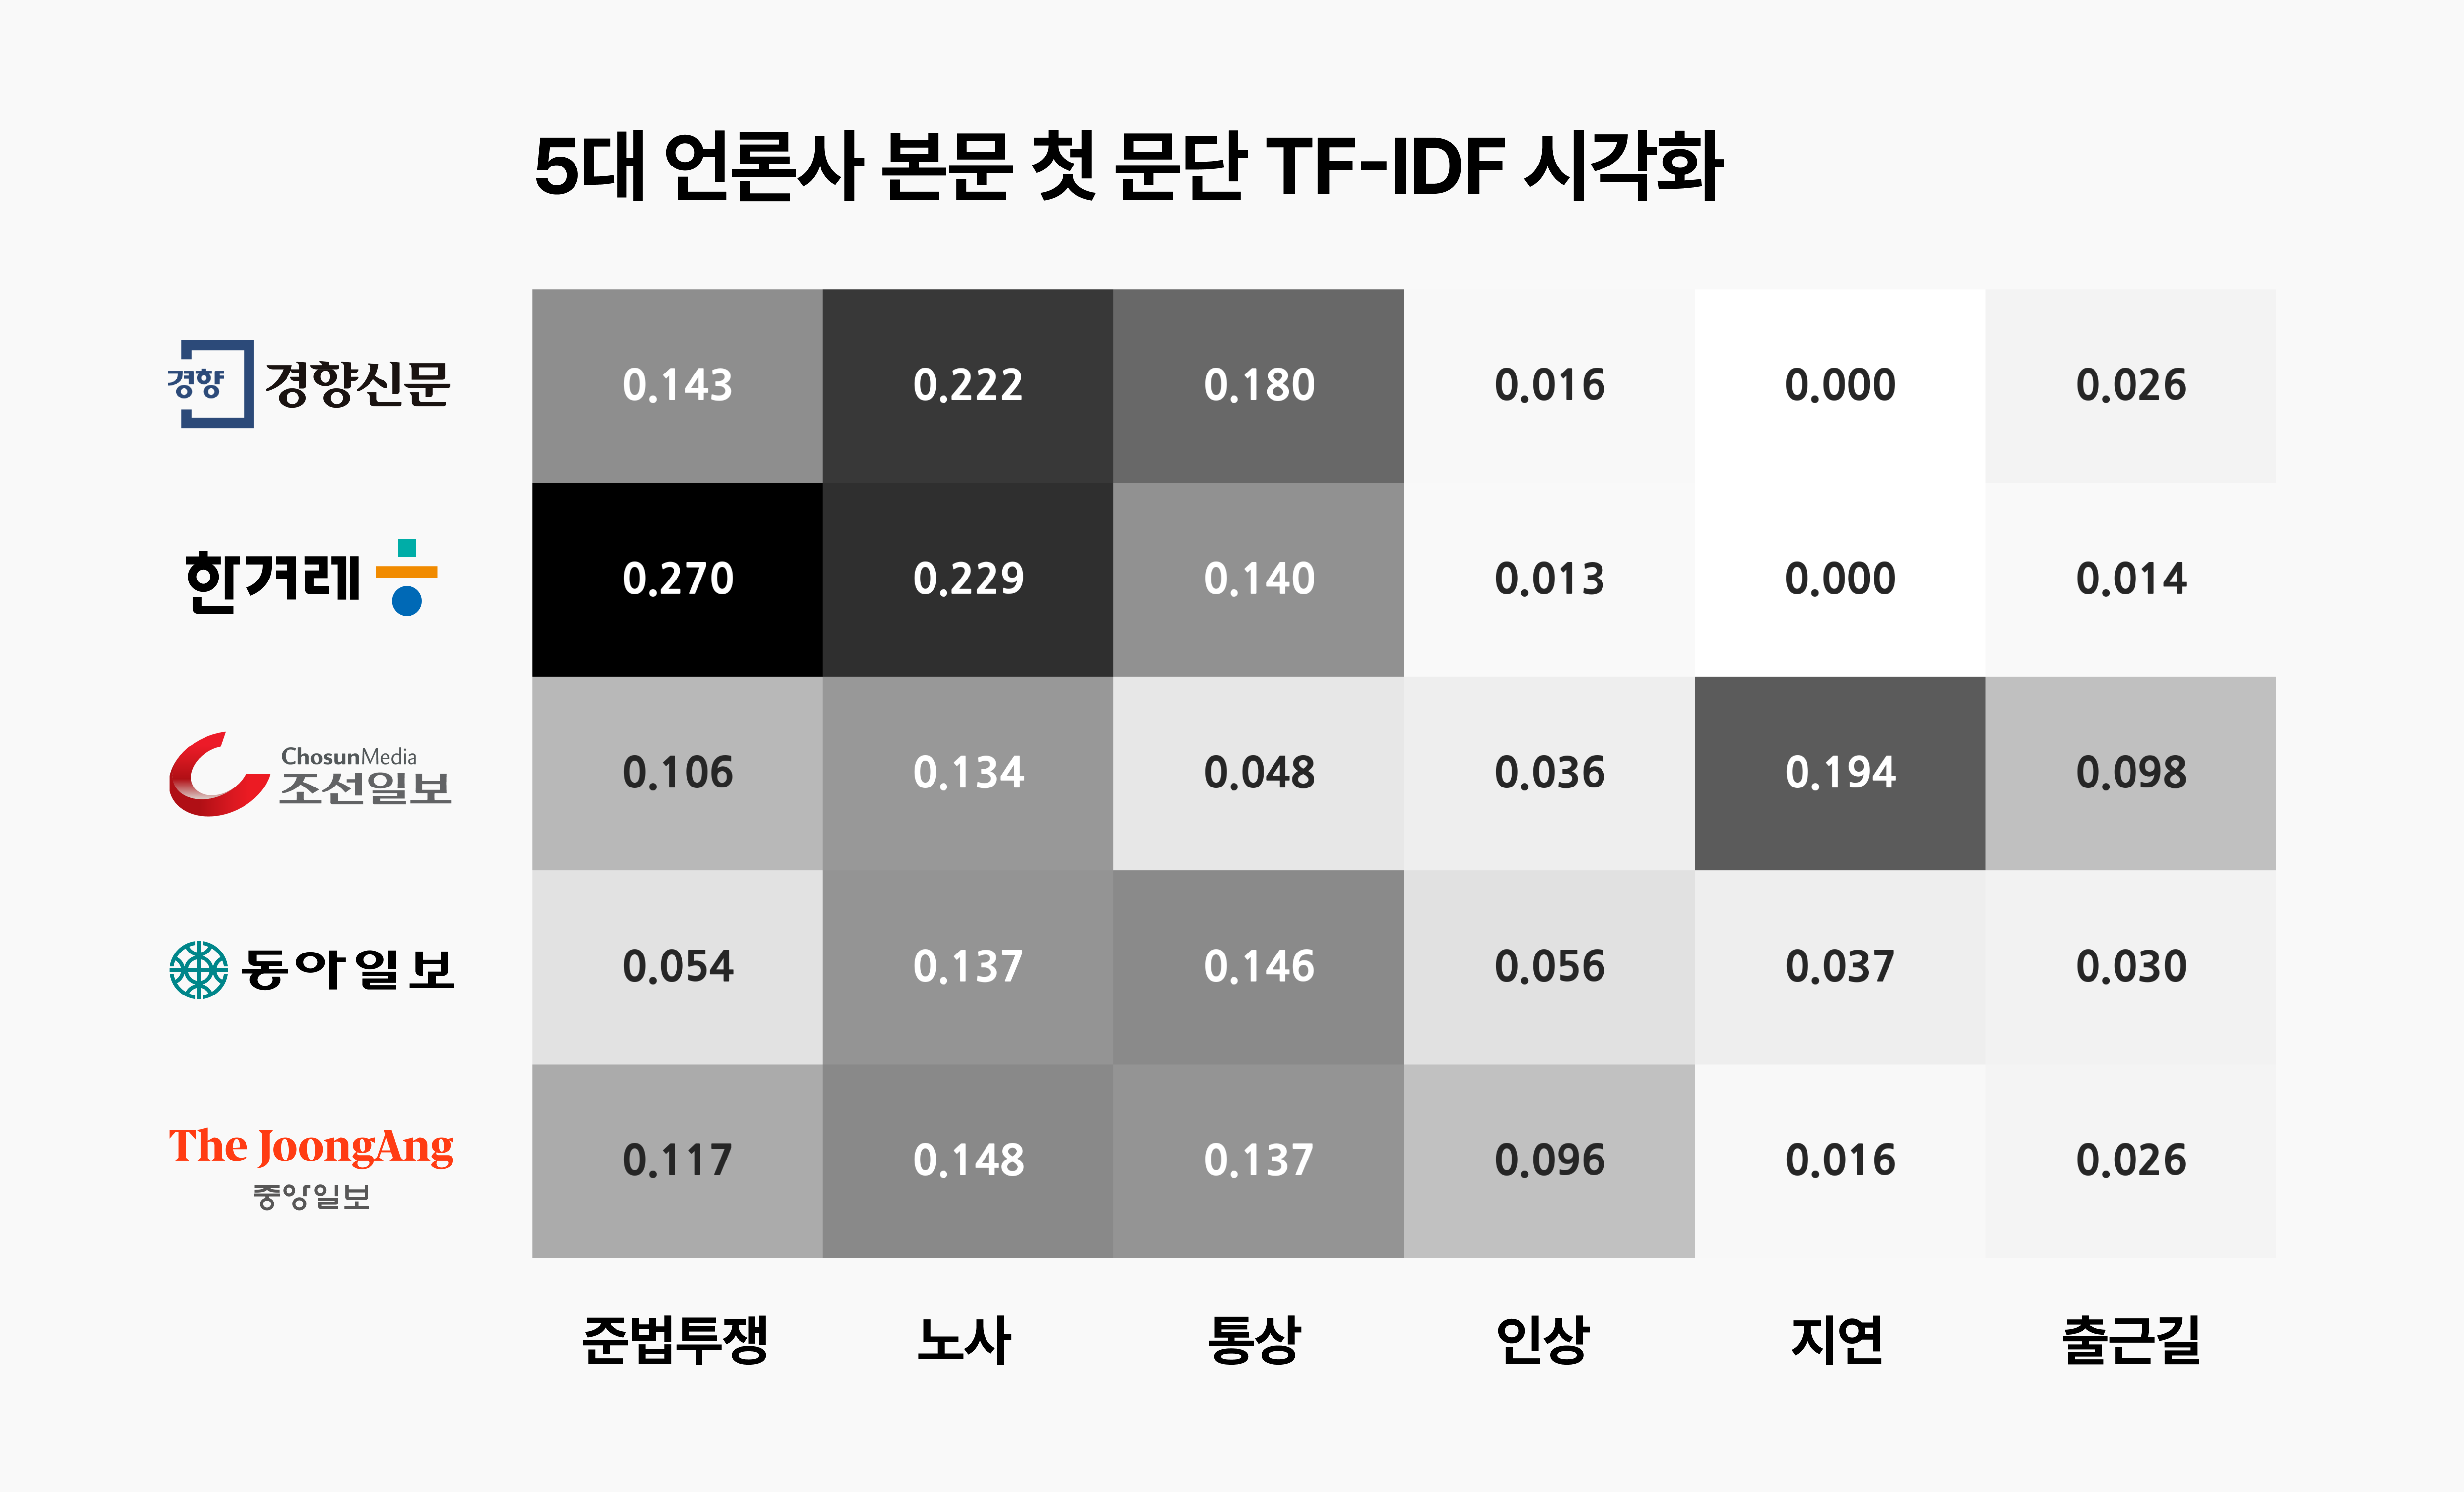 5대 언론사 본문 첫 문단 TF-IDF 시각화
경향 경향신문 0.143 0.222 0.180 0.016 0.000 0.026
한겨레 0.270 0.229 0.140 0.013 0.000 0.014
ChosunMedia
조선일보 0.106 0.134 0.048 0.036 0.194 0.098
동아일보 0.054 0.137 0.146 0.056 0.037 0.030
The JoongAng 0.117 0.148 0.137 0.096 0.016 0.026
중앙일보
준법투쟁 노사 통상 인상 지연 출근길